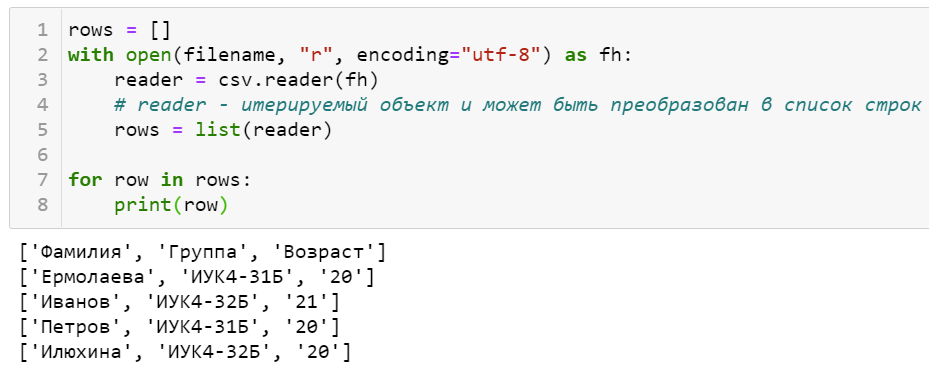 1 rows = []
2 with open(filename, "r", encoding="utf-8") as fh:
3     reader = csv.reader(fh)
4     # reader - итерируемый объект и может быть преобразован в список строк
5     rows = list(reader)
6
7 for row in rows:
8     print(row)
['Фамилия', 'Группа', 'Возраст']
['Ермолаева', 'ИУК4-31Б', '20']
['Иванов', 'ИУК4-32Б', '21']
['Петров', 'ИУК4-31Б', '20']
['Илюхина', 'ИУК4-32Б', '20']